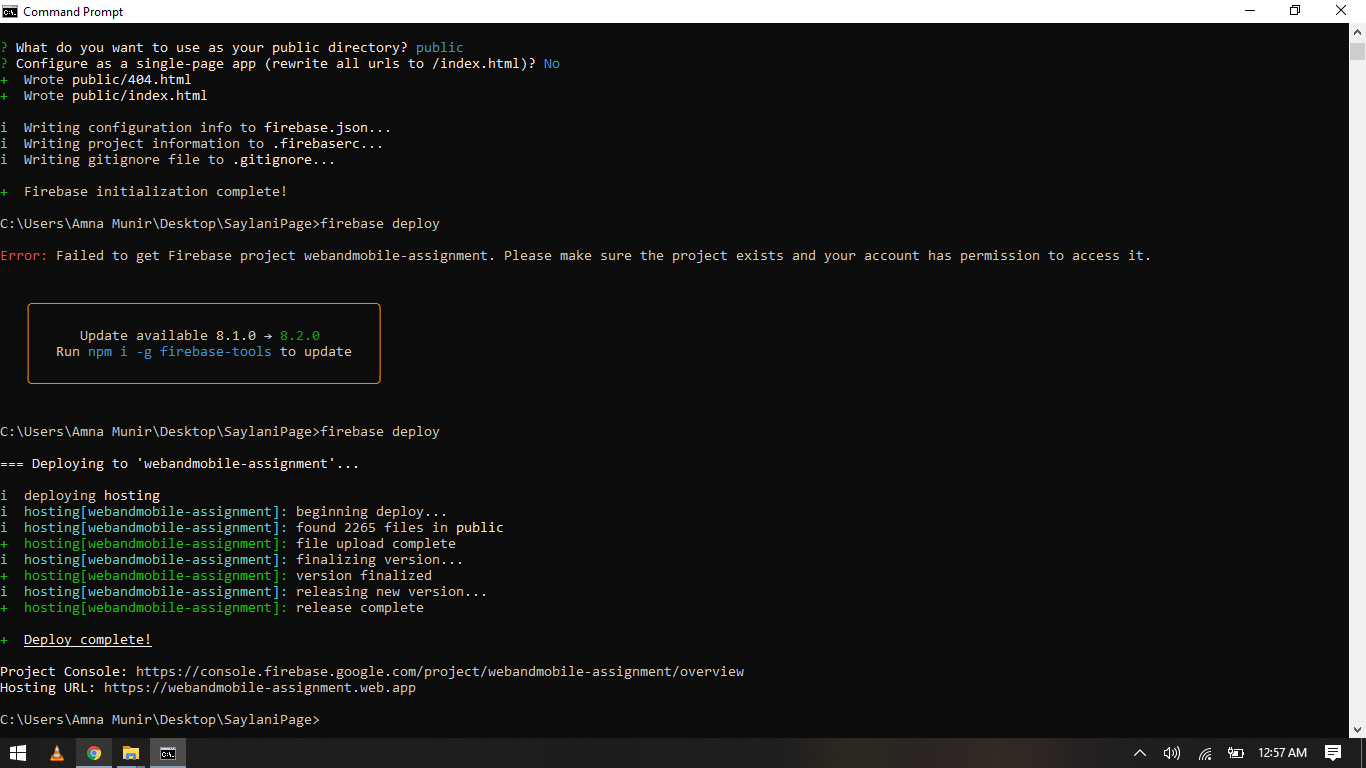 Command Prompt
? What do you want to use as your public directory? public
? Configure as a single-page app (rewrite all urls to /index.html)? No
+  Wrote public/404.html
+  Wrote public/index.html
i  Writing configuration info to firebase.json...
i  Writing project information to .firebaserc...
i  Writing gitignore file to .gitignore...
+  Firebase initialization complete!
C:\Users\Amna Munir\Desktop\SaylaniPage>firebase deploy
Error: Failed to get Firebase project webandmobile-assignment. Please make sure the project exists and your account has permission to access it.
Update available 8.1.0 → 8.2.0
Run npm i -g firebase-tools to update
C:\Users\Amna Munir\Desktop\SaylaniPage>firebase deploy
=== Deploying to 'webandmobile-assignment'...
i  deploying hosting
i  hosting[webandmobile-assignment]: beginning deploy...
i  hosting[webandmobile-assignment]: found 2265 files in public
+  hosting[webandmobile-assignment]: file upload complete
i  hosting[webandmobile-assignment]: finalizing version...
+  hosting[webandmobile-assignment]: version finalized
i  hosting[webandmobile-assignment]: releasing new version...
+  hosting[webandmobile-assignment]: release complete
+  Deploy complete!
Project Console: https://console.firebase.google.com/project/webandmobile-assignment/overview
Hosting URL: https://webandmobile-assignment.web.app
C:\Users\Amna Munir\Desktop\SaylaniPage>
12:57 AM